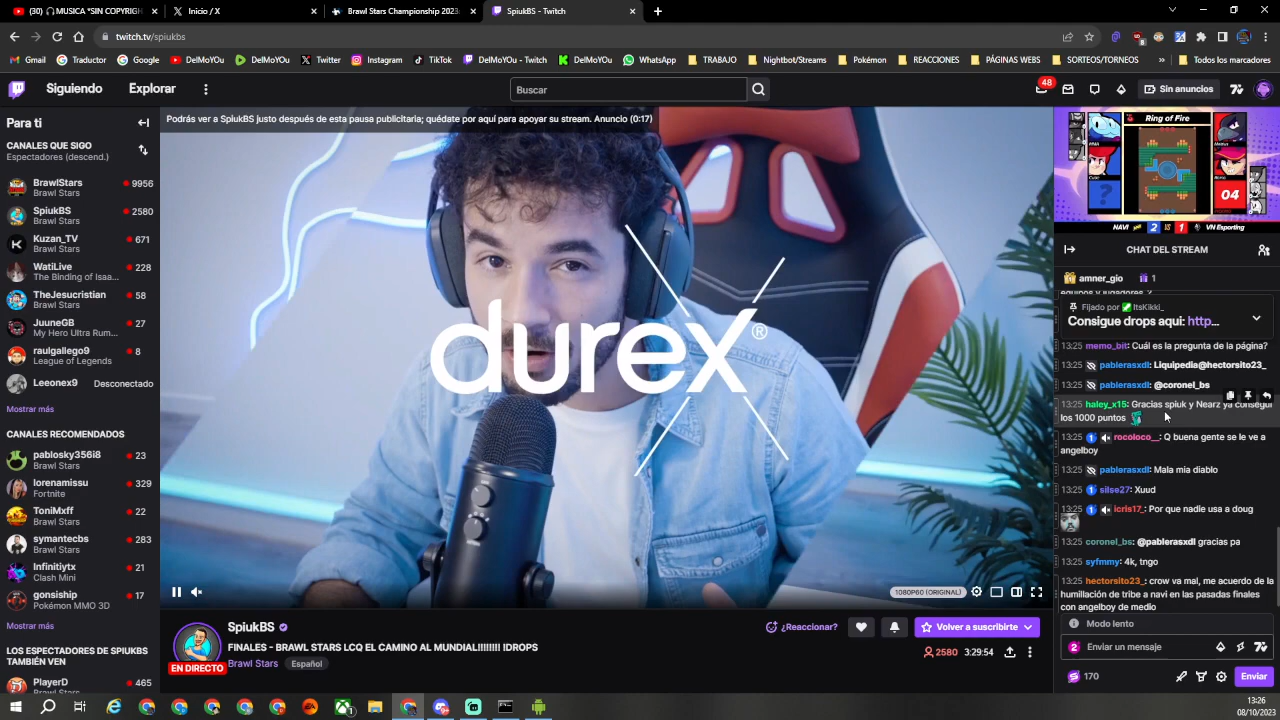 (30) 🎧MUSICA *SIN COPYRIGH
Inicio / X
Brawl Stars Championship 2023:
SpiukBS - Twitch
twitch.tv/spiukbs
Gmail
Traductor
Google
DelMoYOu
DelMoYOu
Twitter
Instagram
TikTok
DelMoYOu - Twitch
DelMoYOu
WhatsApp
TRABAJO
Nightbot/Streams
Pokémon
REACCIONES
PÁGINAS WEBS
SORTEOS/TORNEOS
»
Todos los marcadores
Siguiendo
Explorar
Buscar
48
Sin anuncios
Para ti
CANALES QUE SIGO
Espectadores (descend.)
BrawlStars 9956
Brawl Stars
SpiukBS 2580
Brawl Stars
Kuzan_TV 671
Brawl Stars
WatiLive 228
The Binding of Isaa...
TheJesucristian 58
Brawl Stars
JuuneGB 27
My Hero Ultra Rum...
raulgallego9 8
League of Legends
Leeonex9 Desconectado
Mostrar más
CANALES RECOMENDADOS
pablosky356i8 23
Brawl Stars
lorenamissu 329
Fortnite
ToniMxff 22
Brawl Stars
symantecbs 283
Brawl Stars
Infinitiytx 21
Clash Mini
gonsiship 17
Pokémon MMO 3D
Mostrar más
LOS ESPECTADORES DE SPIUKBS
TAMBIÉN VEN
PlayerD 465
Brawl Stars
Podrás ver a SpiukBS justo después de esta pausa publicitaria; quédate por aquí para apoyar su stream. Anuncio (0:17)
durex®
1080P60 (ORIGINAL)
EN DIRECTO
SpiukBS
FINALES - BRAWL STARS LCQ EL CAMINO AL MUNDIAL!!!!!!!! !DROPS
Brawl Stars
Español
¿Reaccionar?
Volver a suscribirte
2580
3:29:54
Ring of Fire
?
04
NAVI
2
1
VN Esporting
CHAT DEL STREAM
amner_gio 1
equipos y jugadores ?
Fijado por ItsKikki_
Consigue drops aquí: http...
13:25 memo_bit: Cuál es la pregunta de la página?
pablerasxdl: Liquipedia@hectorsito23_
13:25 pablerasxdl: @coronel_bs
13:25 haley_x15: Gracias spiuk y Nearz ya conseguí
los 1000 puntos
13:25 rocoloco__: Q buena gente se le ve a
angelboy
13:25 pablerasxdl: Mala mia diablo
13:25 silse27: Xuud
13:25 icris17_: Por que nadie usa a doug
13:25 coronel_bs: @pablerasxdl gracias pa
13:25 syfmmy: 4k, tngo
13:25 hectorsito23_: crow va mal, me acuerdo de la
humillación de tribe a navi en las pasadas finales
con angelboy de medio
Modo lento
2
Enviar un mensaje
170
Enviar
13:26
08/10/2023